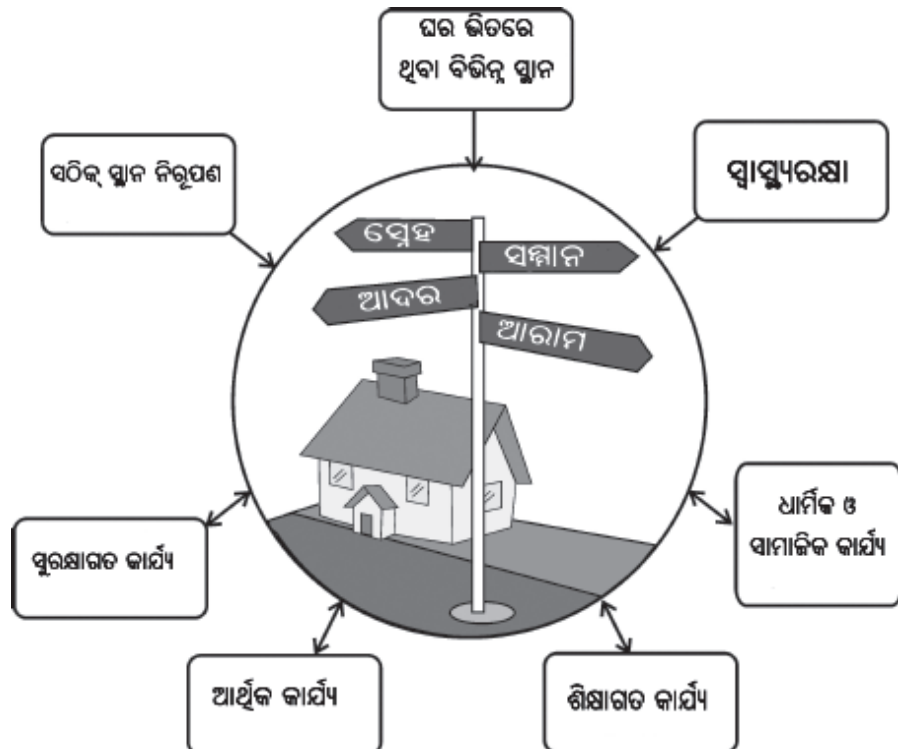 ଘର ଭିତରେ
ଥିବା ବିଭିନ୍ନ ସ୍ଥାନ
ସଠିକ୍ ସ୍ଥାନ ନିରୂପଣ
ସ୍ୱାସ୍ଥ୍ୟରକ୍ଷା
ସ୍ନେହ
ସମ୍ମାନ
ଆଦର
ଆରାମ
ଧାର୍ମିକ ଓ
ସାମାଜିକ କାର୍ଯ୍ୟ
ସୁରକ୍ଷାଗତ କାର୍ଯ୍ୟ
ଆର୍ଥିକ କାର୍ଯ୍ୟ
ଶିକ୍ଷାଗତ କାର୍ଯ୍ୟ